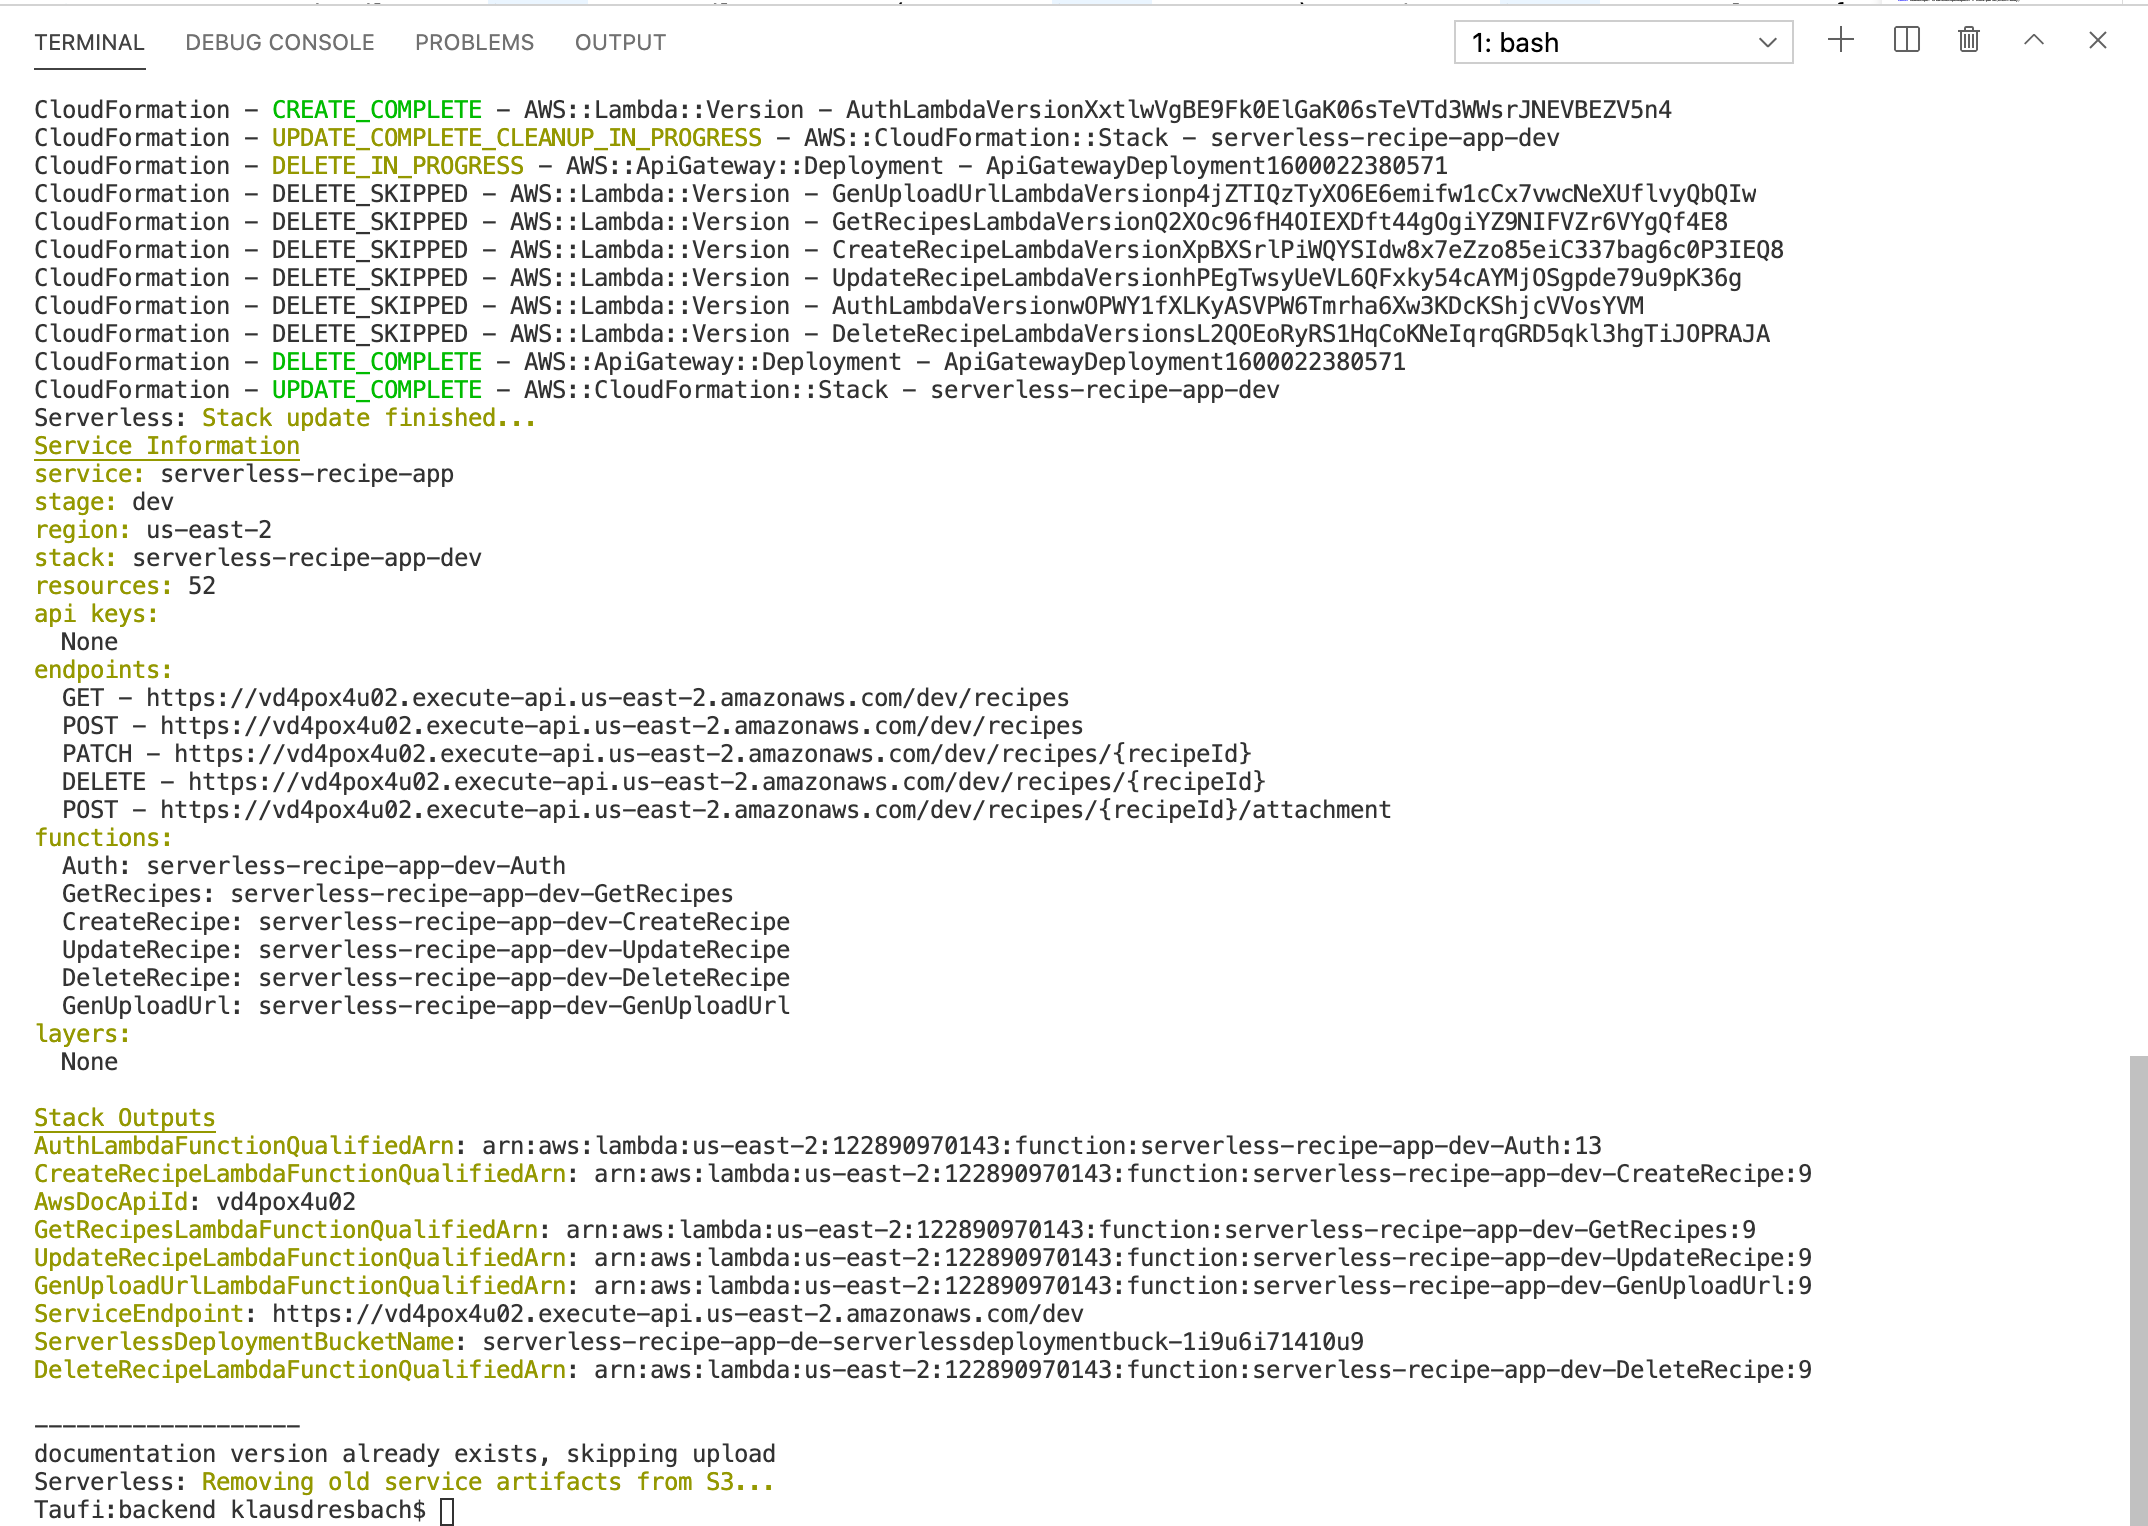 TERMINAL DEBUG CONSOLE PROBLEMS OUTPUT 1: bash
CloudFormation – CREATE_COMPLETE – AWS::Lambda::Version – AuthLambdaVersionXxtlwVgBE9Fk0ElGaK06sTeVTd3WWsrJNEVBEZV5n4
CloudFormation – UPDATE_COMPLETE_CLEANUP_IN_PROGRESS – AWS::CloudFormation::Stack – serverless-recipe-app-dev
CloudFormation – DELETE_IN_PROGRESS – AWS::ApiGateway::Deployment – ApiGatewayDeployment1600022380571
CloudFormation – DELETE_SKIPPED – AWS::Lambda::Version – GenUploadUrlLambdaVersionp4jZTIQzTyXO6E6emifw1cCx7vwcNeXUflvyQbQIw
CloudFormation – DELETE_SKIPPED – AWS::Lambda::Version – GetRecipesLambdaVersionQ2XOc96fH4OIEXDft44gOgiYZ9NIFVZr6VYgQf4E8
CloudFormation – DELETE_SKIPPED – AWS::Lambda::Version – CreateRecipeLambdaVersionXpBXSrlPiWQYSIdw8x7eZzo85eiC337bag6c0P3IEQ8
CloudFormation – DELETE_SKIPPED – AWS::Lambda::Version – UpdateRecipeLambdaVersionhPEgTwsyUeVL6QFxky54cAYMjOSgpde79u9pK36g
CloudFormation – DELETE_SKIPPED – AWS::Lambda::Version – AuthLambdaVersionwOPWY1fXLKyASVPW6Tmrha6Xw3KDcKShjcVVosYVM
CloudFormation – DELETE_SKIPPED – AWS::Lambda::Version – DeleteRecipeLambdaVersionsL2QOEoRyRS1HqCoKNeIqrqGRD5qkl3hgTiJOPRAJA
CloudFormation – DELETE_COMPLETE – AWS::ApiGateway::Deployment – ApiGatewayDeployment1600022380571
CloudFormation – UPDATE_COMPLETE – AWS::CloudFormation::Stack – serverless-recipe-app-dev
Serverless: Stack update finished...
Service Information
service: serverless-recipe-app
stage: dev
region: us-east-2
stack: serverless-recipe-app-dev
resources: 52
api keys:
  None
endpoints:
  GET – https://vd4pox4u02.execute-api.us-east-2.amazonaws.com/dev/recipes
  POST – https://vd4pox4u02.execute-api.us-east-2.amazonaws.com/dev/recipes
  PATCH – https://vd4pox4u02.execute-api.us-east-2.amazonaws.com/dev/recipes/{recipeId}
  DELETE – https://vd4pox4u02.execute-api.us-east-2.amazonaws.com/dev/recipes/{recipeId}
  POST – https://vd4pox4u02.execute-api.us-east-2.amazonaws.com/dev/recipes/{recipeId}/attachment
functions:
  Auth: serverless-recipe-app-dev-Auth
  GetRecipes: serverless-recipe-app-dev-GetRecipes
  CreateRecipe: serverless-recipe-app-dev-CreateRecipe
  UpdateRecipe: serverless-recipe-app-dev-UpdateRecipe
  DeleteRecipe: serverless-recipe-app-dev-DeleteRecipe
  GenUploadUrl: serverless-recipe-app-dev-GenUploadUrl
layers:
  None
Stack Outputs
AuthLambdaFunctionQualifiedArn: arn:aws:lambda:us-east-2:122890970143:function:serverless-recipe-app-dev-Auth:13
CreateRecipeLambdaFunctionQualifiedArn: arn:aws:lambda:us-east-2:122890970143:function:serverless-recipe-app-dev-CreateRecipe:9
AwsDocApiId: vd4pox4u02
GetRecipesLambdaFunctionQualifiedArn: arn:aws:lambda:us-east-2:122890970143:function:serverless-recipe-app-dev-GetRecipes:9
UpdateRecipeLambdaFunctionQualifiedArn: arn:aws:lambda:us-east-2:122890970143:function:serverless-recipe-app-dev-UpdateRecipe:9
GenUploadUrlLambdaFunctionQualifiedArn: arn:aws:lambda:us-east-2:122890970143:function:serverless-recipe-app-dev-GenUploadUrl:9
ServiceEndpoint: https://vd4pox4u02.execute-api.us-east-2.amazonaws.com/dev
ServerlessDeploymentBucketName: serverless-recipe-app-de-serverlessdeploymentbuck-1i9u6i71410u9
DeleteRecipeLambdaFunctionQualifiedArn: arn:aws:lambda:us-east-2:122890970143:function:serverless-recipe-app-dev-DeleteRecipe:9
-------------------
documentation version already exists, skipping upload
Serverless: Removing old service artifacts from S3...
Taufi:backend klausdresbach$